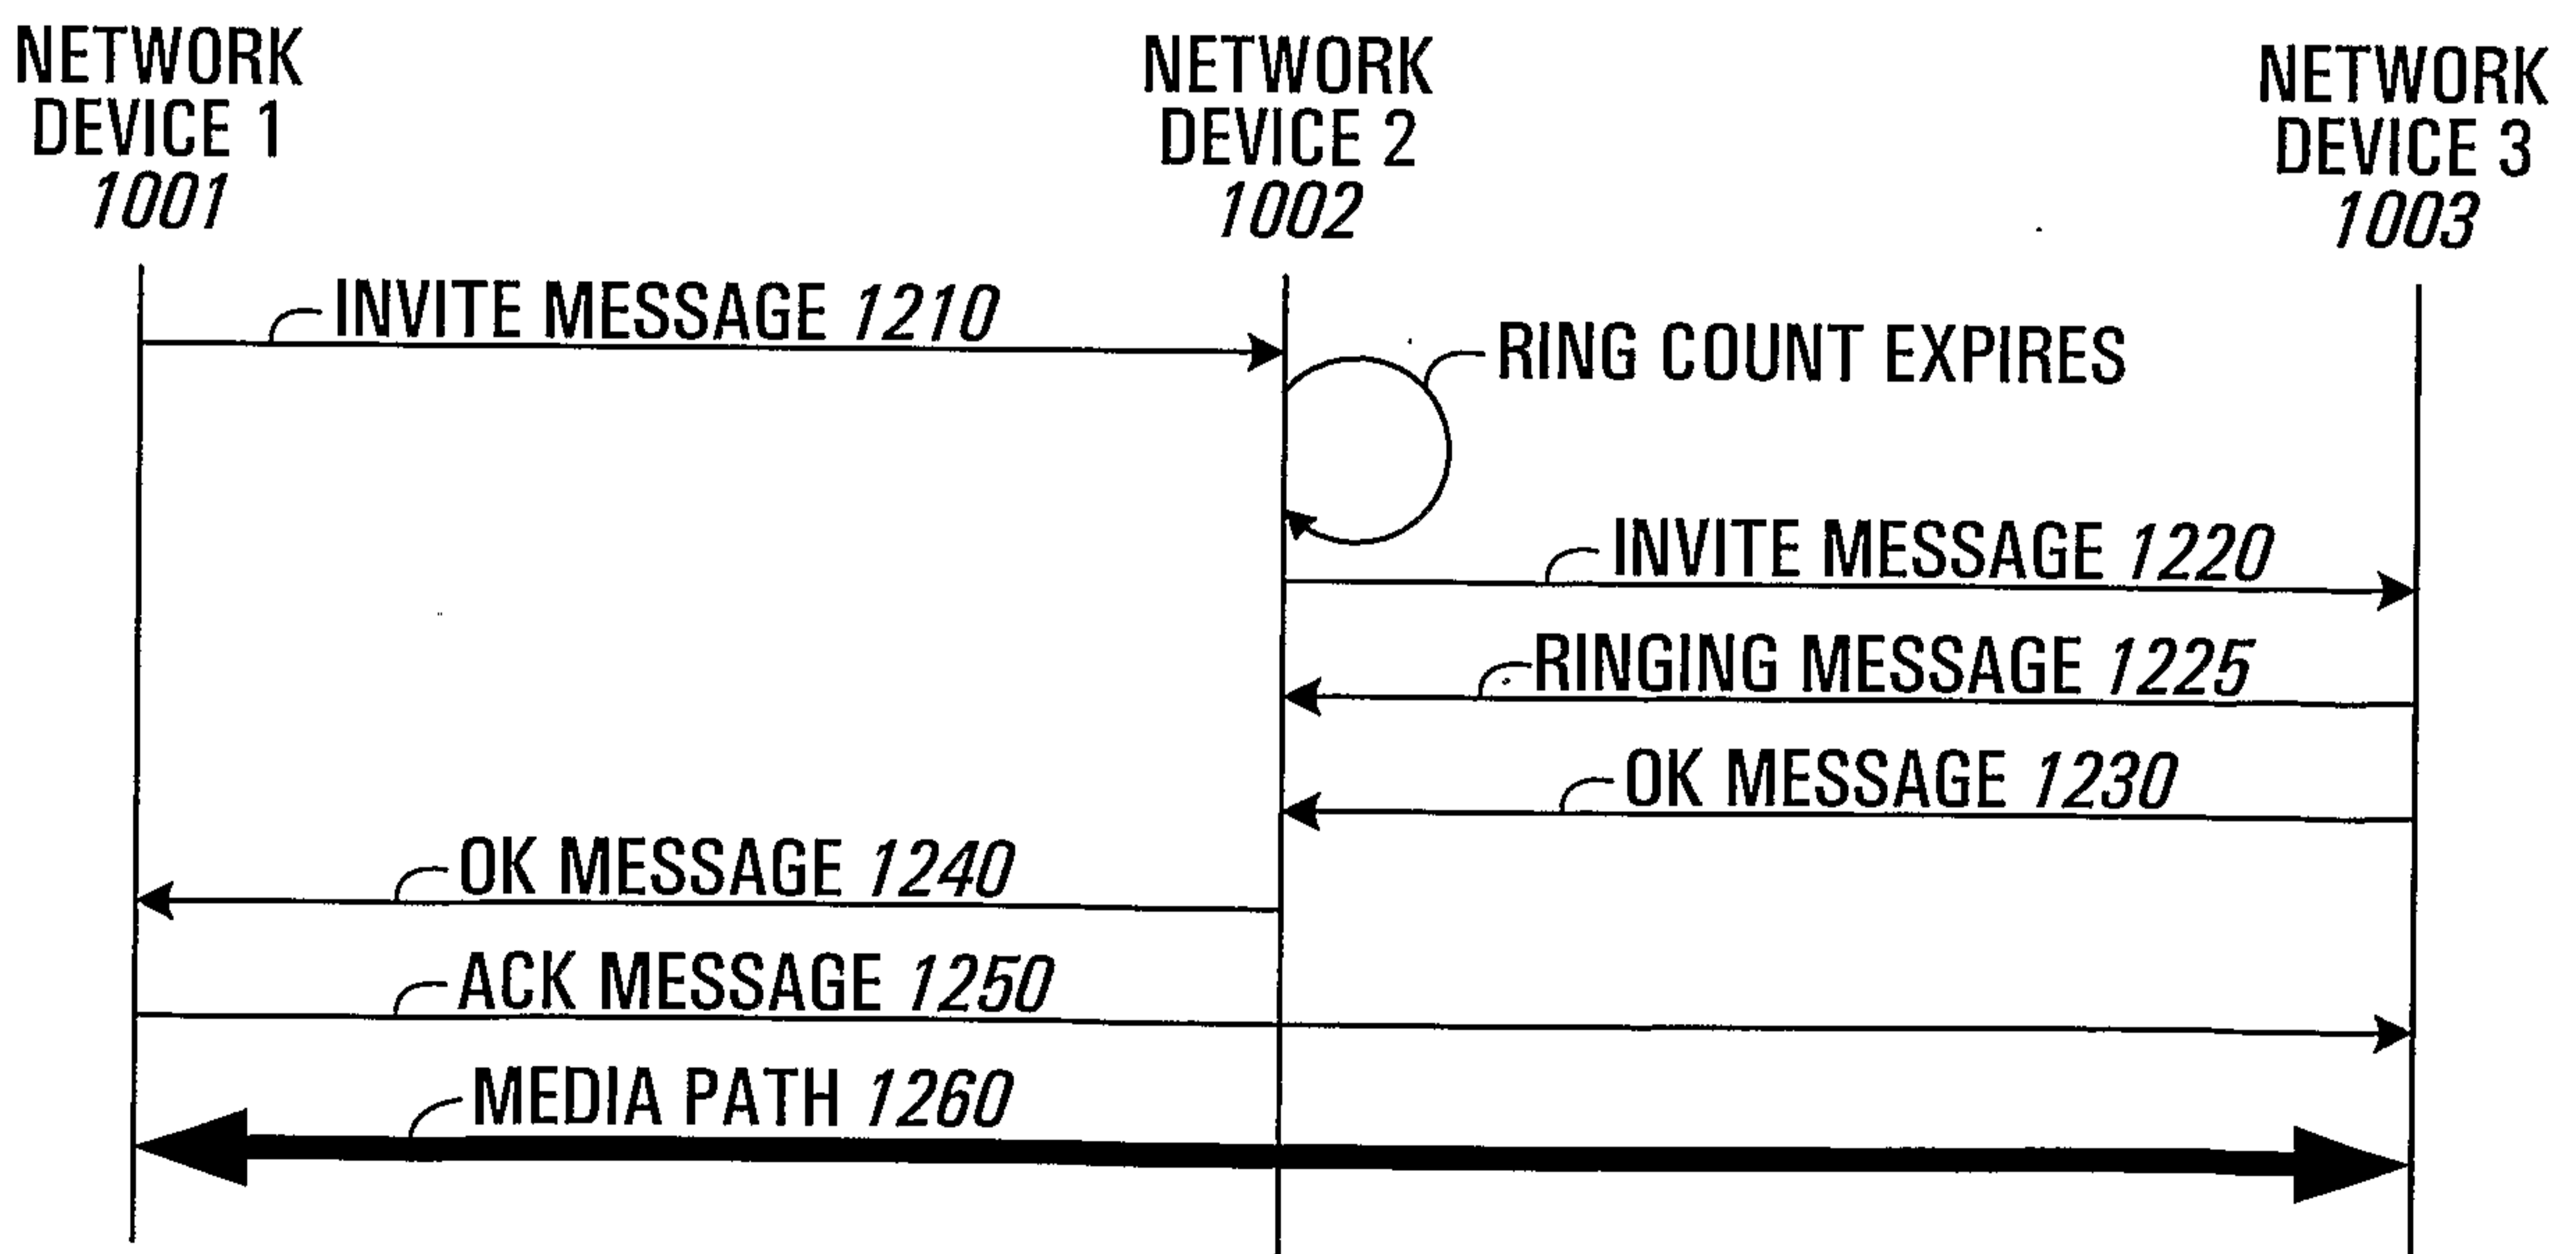 NETWORK
DEVICE 1
1001
NETWORK
DEVICE 2
1002
NETWORK
DEVICE 3
1003
INVITE MESSAGE 1210
RING COUNT EXPIRES
INVITE MESSAGE 1220
RINGING MESSAGE 1225
OK MESSAGE 1230
OK MESSAGE 1240
ACK MESSAGE 1250
MEDIA PATH 1260